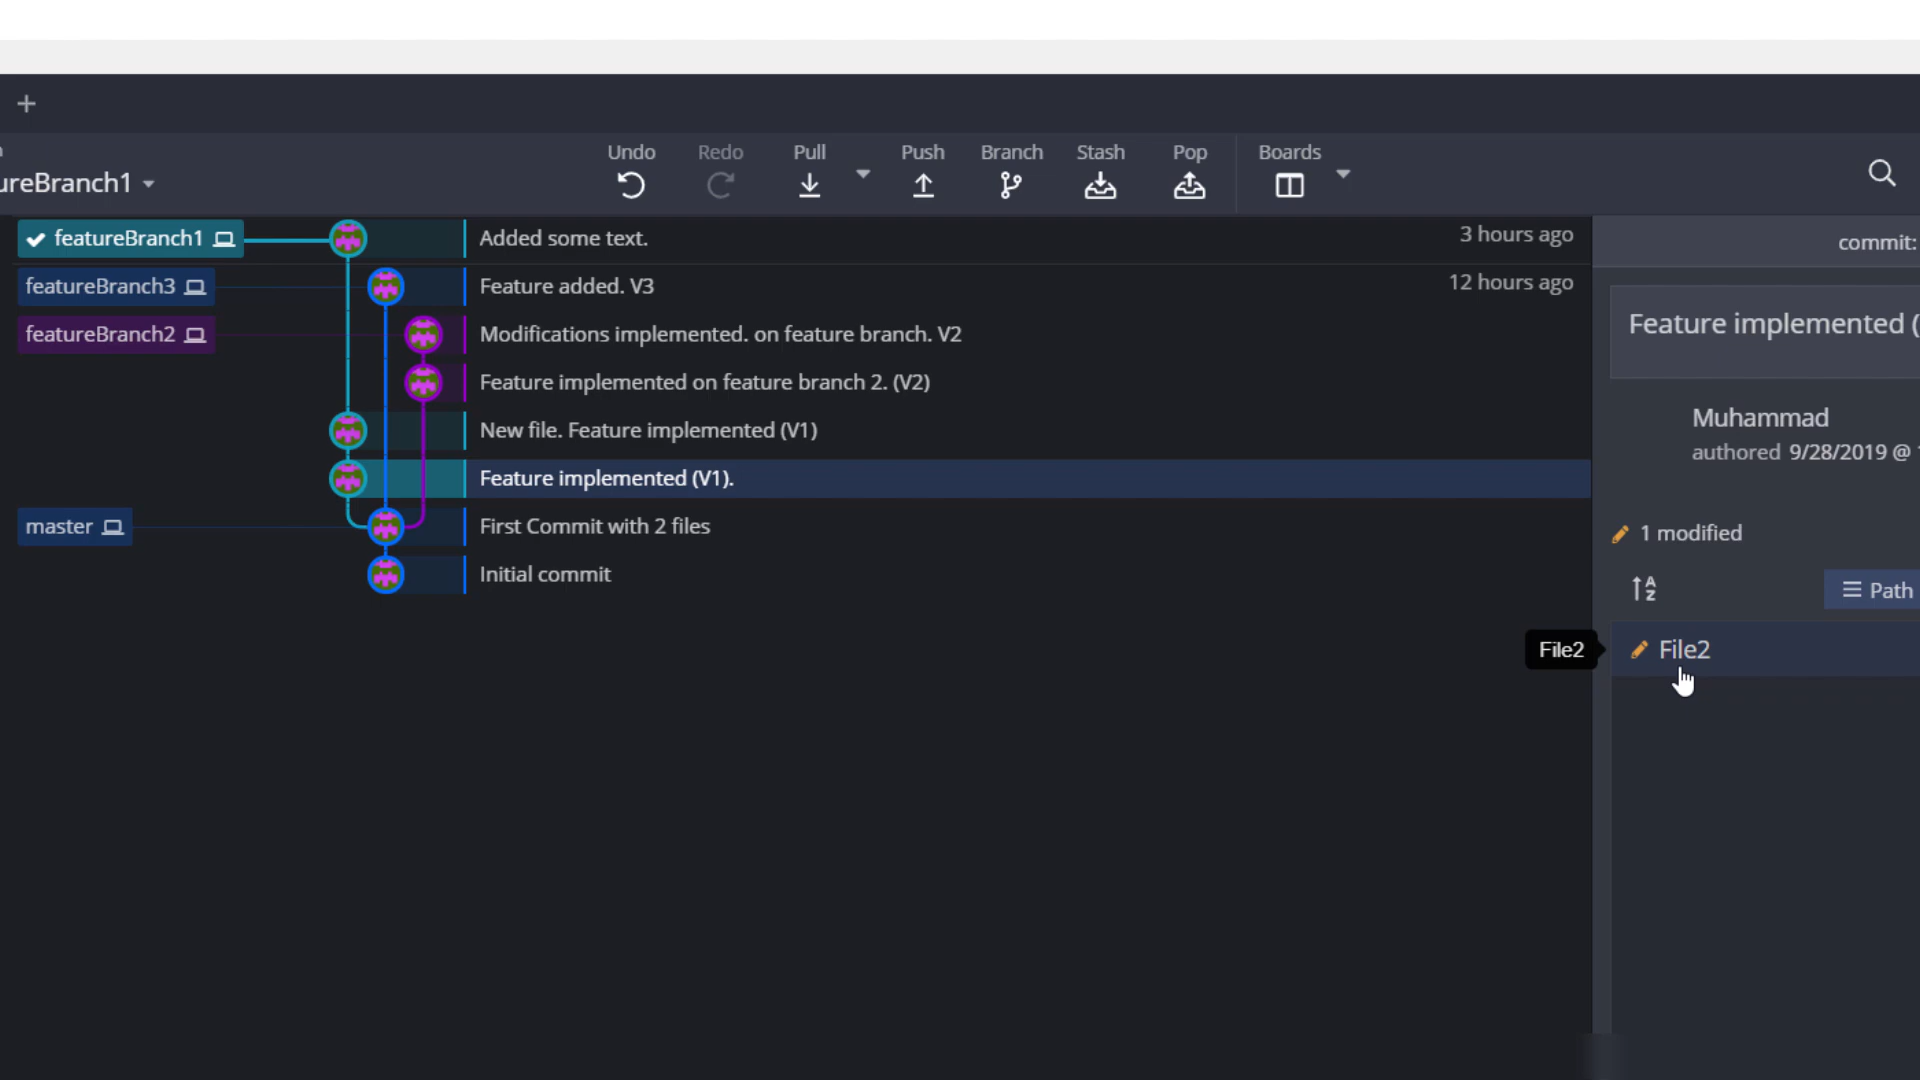 Undo Redo Pull Push Branch Stash Pop Boards
ureBranch1
featureBranch1 Added some text. 3 hours ago
commit:
featureBranch3 Feature added. V3 12 hours ago
featureBranch2 Modifications implemented. on feature branch. V2
Feature implemented on feature branch 2. (V2)
New file. Feature implemented (V1)
Feature implemented (V1).
master First Commit with 2 files
Initial commit
Feature implemented (
Muhammad
authored 9/28/2019 @
1 modified
A
Z
Path
File2 File2